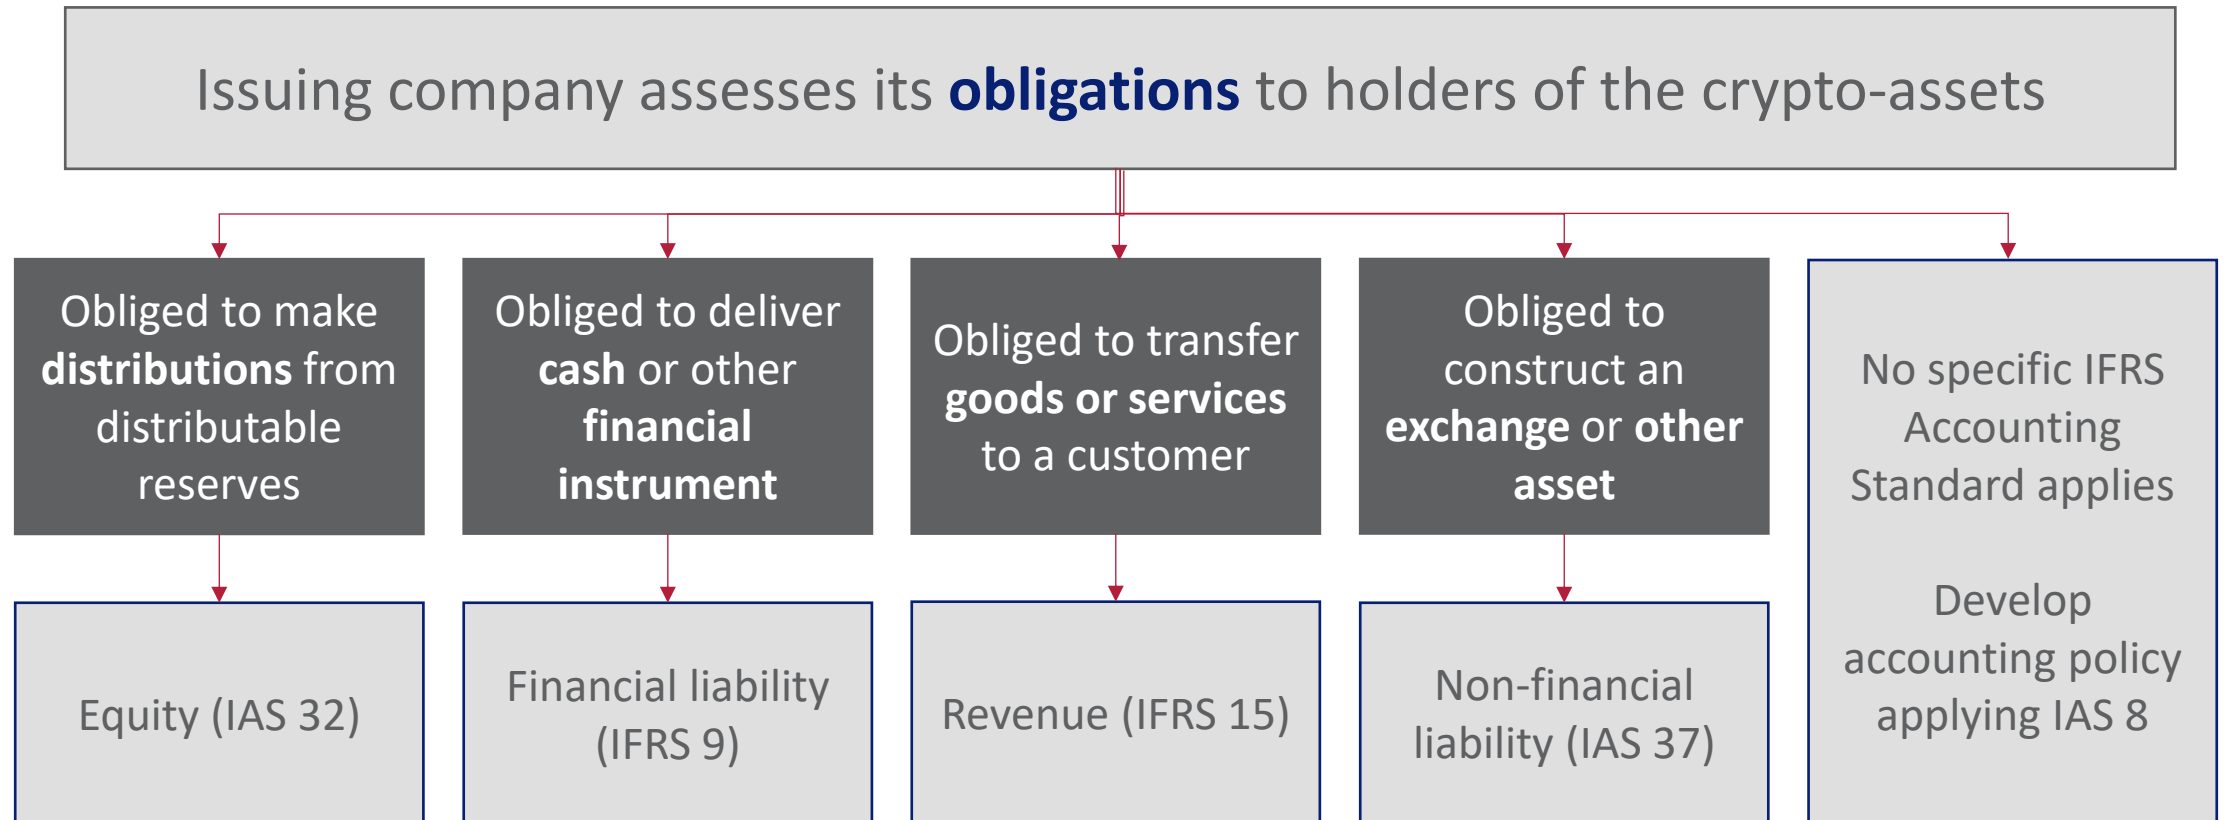 Issuing company assesses its obligations to holders of the crypto-assets
Obliged to make
distributions from
distributable
reserves
Obliged to deliver
cash or other
financial
instrument
Obliged to transfer
goods or services
to a customer
Obliged to
construct an
exchange or other
asset
No specific IFRS
Accounting
Standard applies
Develop
accounting policy
applying IAS 8
Equity (IAS 32)
Financial liability
(IFRS 9)
Revenue (IFRS 15)
Non-financial
liability (IAS 37)